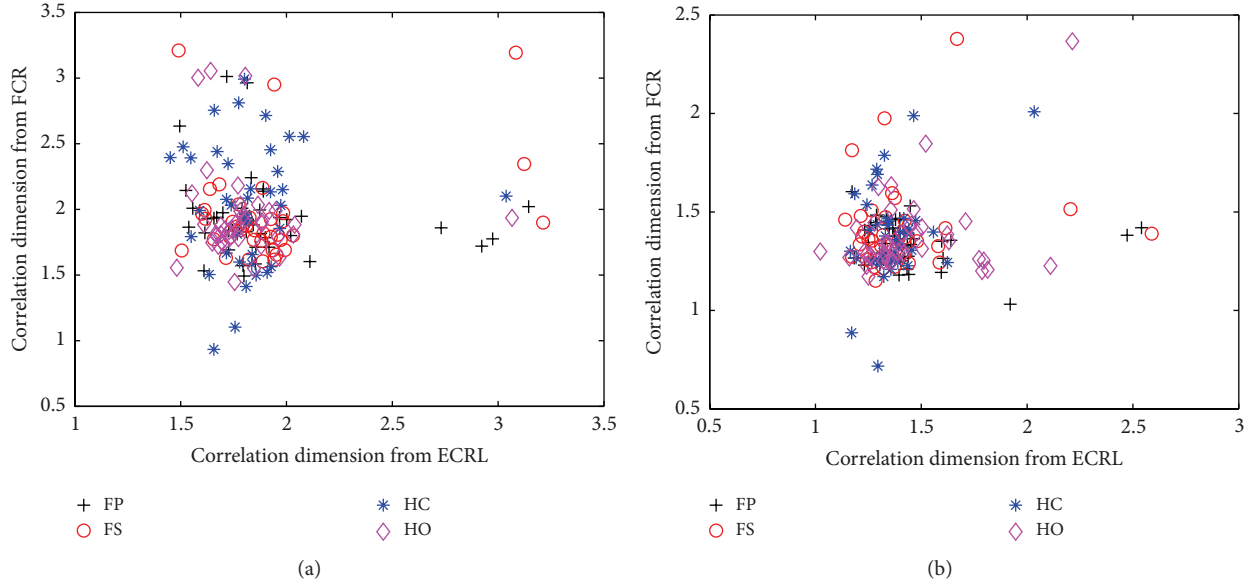 3.5
3
2.5
2
1.5
1
0.5
Correlation dimension from FCR
1 1.5 2 2.5 3 3.5
Correlation dimension from ECRL
FP HC
FS HO
(a)
2.5
2
1.5
1
0.5
Correlation dimension from FCR
0.5 1 1.5 2 2.5 3
Correlation dimension from ECRL
FP HC
FS HO
(b)